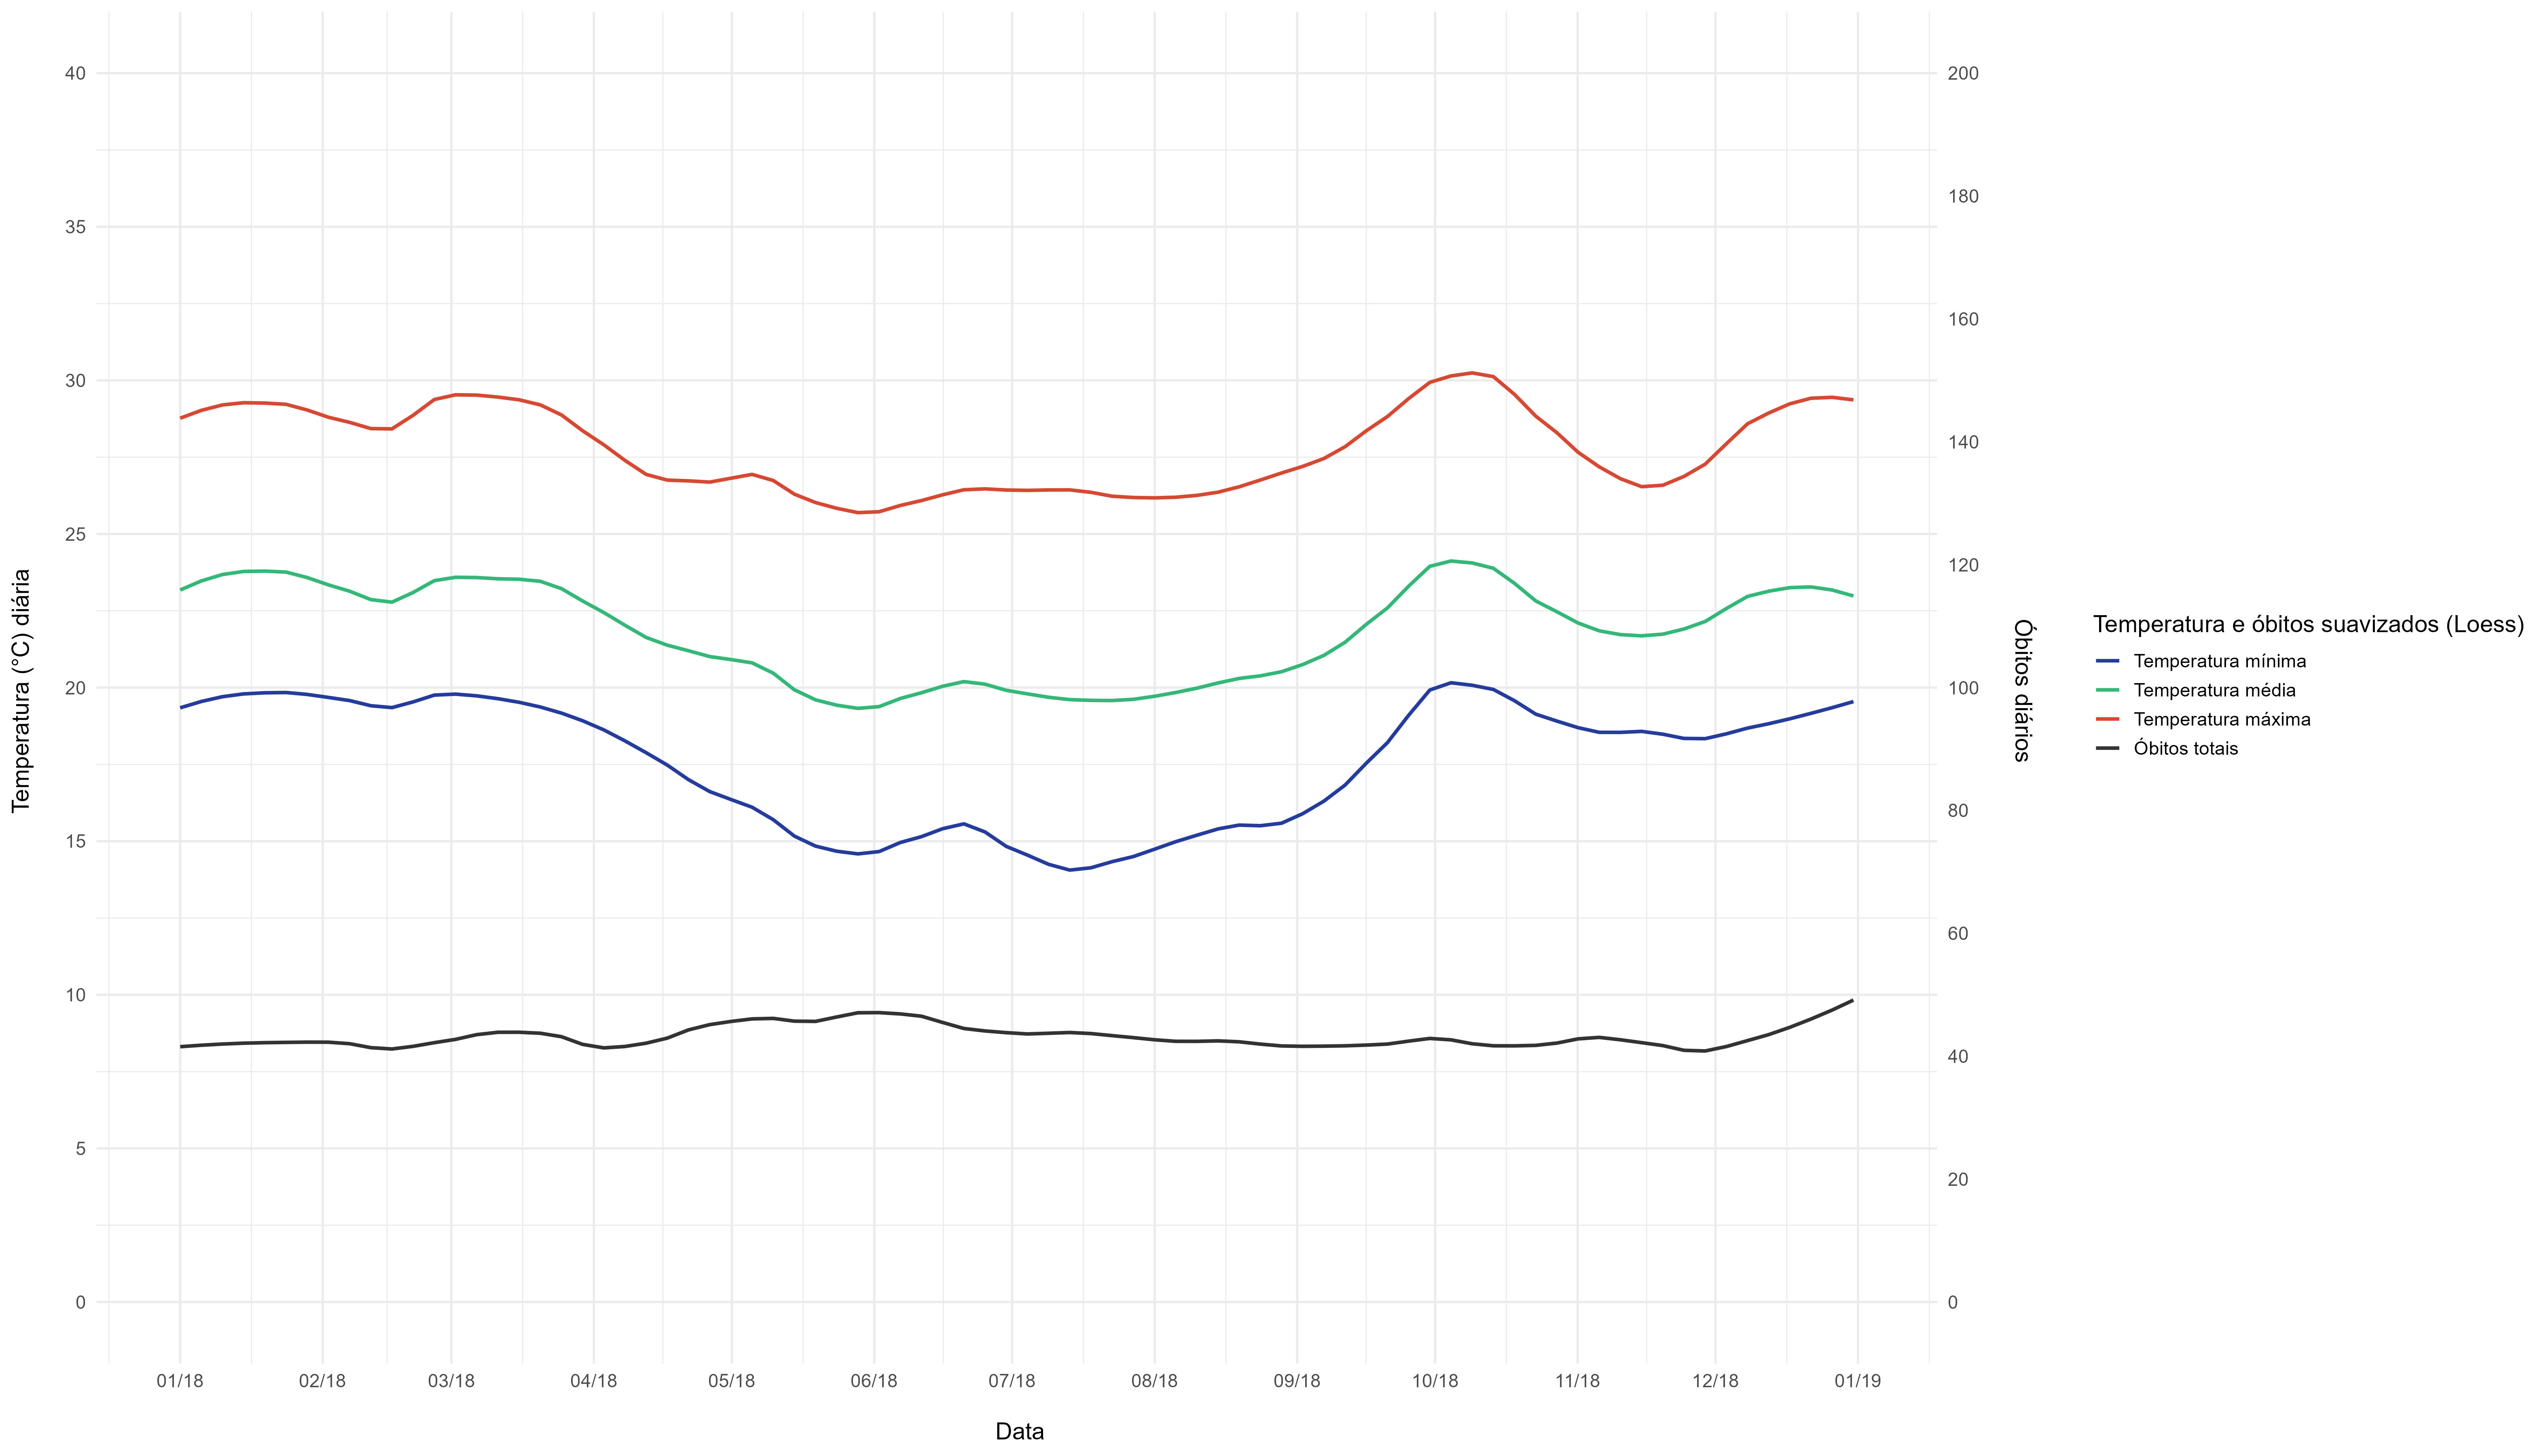 40
35
30
25
20
15
10
5
0
Temperatura (°C) diária
200
180
160
140
120
100
80
60
40
20
0
Óbitos diários
01/18 02/18 03/18 04/18 05/18 06/18 07/18 08/18 09/18 10/18 11/18 12/18 01/19
Data
Temperatura e óbitos suavizados (Loess)
Temperatura mínima
Temperatura média
Temperatura máxima
Óbitos totais